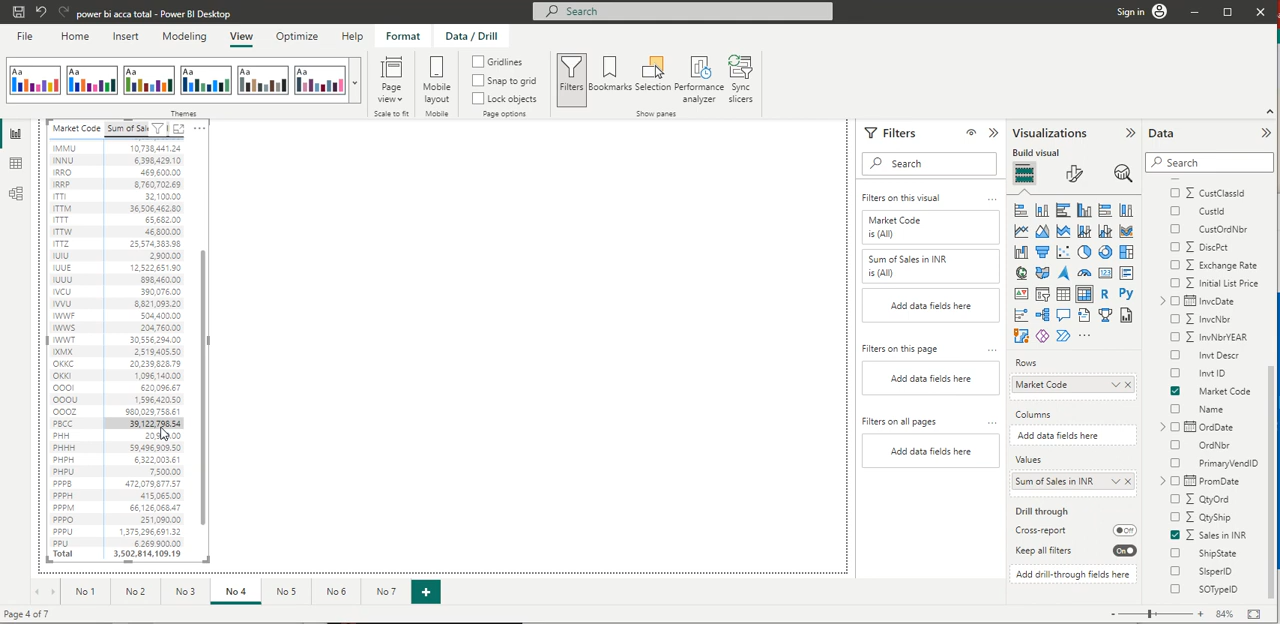 power bi acca total - Power BI Desktop
Search
Sign in
File
Home
Insert
Modeling
View
Optimize
Help
Format
Data / Drill
Aa
Aa
Aa
Aa
Aa
Aa
Themes
Page view
Scale to fit
Mobile layout
Mobile
Gridlines
Snap to grid
Lock objects
Page options
Filters
Bookmarks
Selection
Performance analyzer
Sync slicers
Show panes
Market Code
Sum of Sal
IMMU 10,738,441.24
INNU 6,398,429.10
IRRO 469,600.00
IRRP 8,760,702.69
ITTI 32,100.00
ITTM 36,506,462.80
ITTT 65,682.00
ITTW 46,800.00
ITTZ 25,574,383.98
IUIU 2,900.00
IUUE 12,522,651.90
IUUU 898,460.00
IVCU 390,076.00
IVVU 8,821,093.20
IWWF 504,400.00
IWWS 204,760.00
IWWT 30,556,294.00
IXMX 2,519,405.50
OKKC 20,239,828.79
OKKI 1,096,140.00
OOOI 620,096.67
OOOU 1,596,420.50
OOOZ 980,029,758.61
PBCC 39,122,798.54
PHH
PHHH 59,496,909.50
PHPH 6,322,003.61
PHPU 7,500.00
PPPB 472,079,877.57
PPPH 415,065.00
PPPM 66,126,068.47
PPPO 251,090.00
PPPU 1,375,296,691.32
PPU 6,269,900.00
Total 3,502,814,109.19
Filters
Search
Filters on this visual
Market Code
is (All)
Sum of Sales in INR
is (All)
Add data fields here
Filters on this page
Add data fields here
Filters on all pages
Add data fields here
Visualizations
Build visual
123
R
Py
Rows
Market Code
Columns
Add data fields here
Values
Sum of Sales in INR
Drill through
Cross-report
Off
Keep all filters
On
Add drill-through fields here
Data
Search
CustClassId
CustId
CustOrdNbr
DiscPct
Exchange Rate
Initial List Price
InvcDate
InvcNbr
InvNbrYEAR
Invt Descr
Invt ID
Market Code
Name
OrdDate
OrdNbr
PrimaryVendID
PromDate
QtyOrd
QtyShip
Sales in INR
ShipState
SlsperID
SOTypeID
No 1
No 2
No 3
No 4
No 5
No 6
No 7
Page 4 of 7
84%